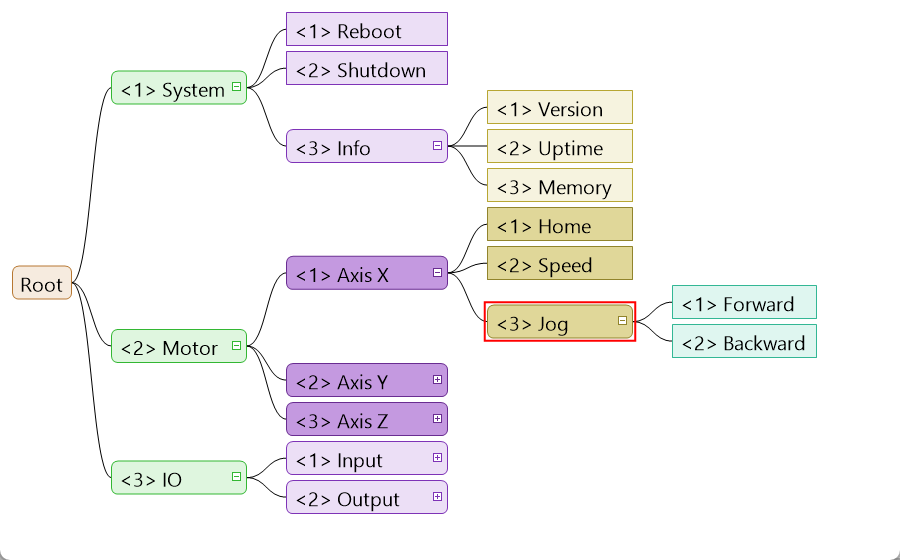 <1> Reboot
<2> Shutdown
<1> System
<3> Info
<1> Version
<2> Uptime
<3> Memory
Root
<2> Motor
<1> Axis X
<1> Home
<2> Speed
<3> Jog
<1> Forward
<2> Backward
<2> Axis Y
<3> Axis Z
<3> IO
<1> Input
<2> Output